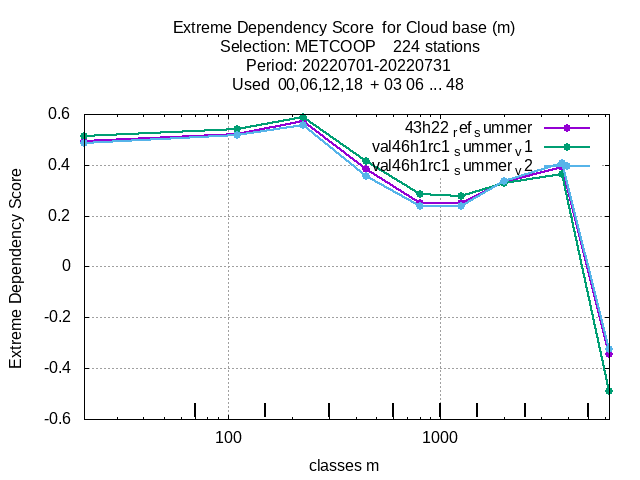 Extreme Dependency Score  for Cloud base (m)
Selection: METCOOP    224 stations
Period: 20220701-20220731
Used  00,06,12,18  + 03 06 ... 48
43h22 ref summer
val46h1rc1 summer v1
val46h1rc1 summer v2
Extreme Dependency Score
0.6
0.4
0.2
0
-0.2
-0.4
-0.6
100
1000
classes m